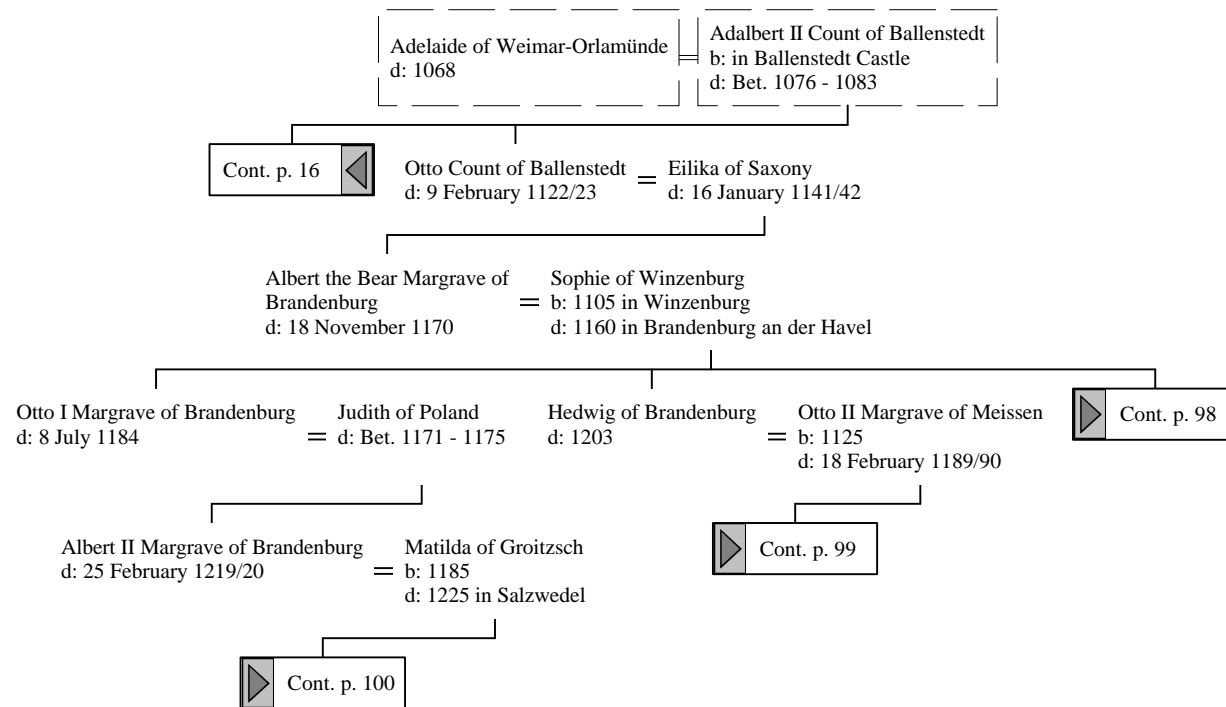 Adelaide of Weimar-Orlamünde
d: 1068
Adalbert II Count of Ballenstedt
b: in Ballenstedt Castle
d: Bet. 1076 - 1083
Cont. p. 16
Otto Count of Ballenstedt
d: 9 February 1122/23
=
Eilika of Saxony
d: 16 January 1141/42
Albert the Bear Margrave of
Brandenburg
d: 18 November 1170
=
Sophie of Winzenburg
b: 1105 in Winzenburg
d: 1160 in Brandenburg an der Havel
Otto I Margrave of Brandenburg
d: 8 July 1184
=
Judith of Poland
d: Bet. 1171 - 1175
Hedwig of Brandenburg
d: 1203
=
Otto II Margrave of Meissen
b: 1125
d: 18 February 1189/90
Cont. p. 98
Albert II Margrave of Brandenburg
d: 25 February 1219/20
=
Matilda of Groitzsch
b: 1185
d: 1225 in Salzwedel
Cont. p. 99
Cont. p. 100